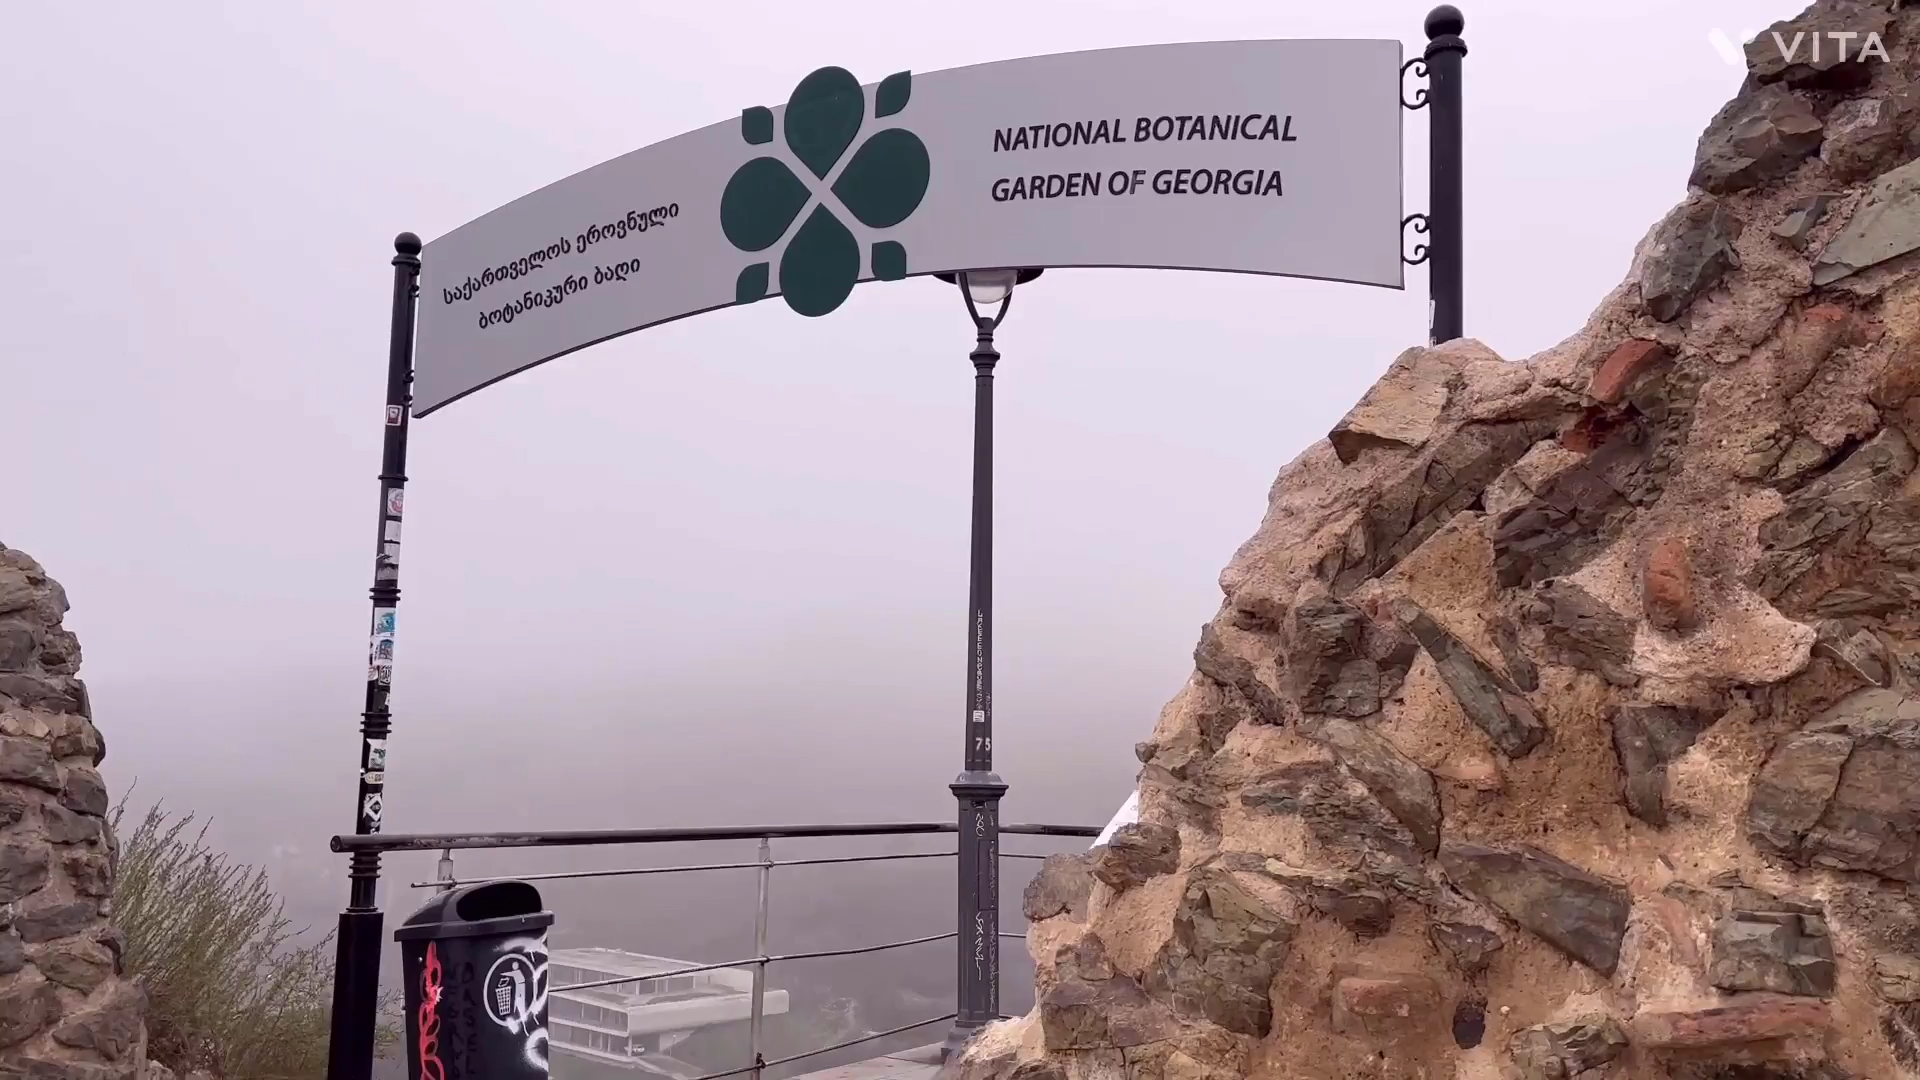 საქართველოს ეროვნული
ბოტანიკური ბაღი
NATIONAL BOTANICAL
GARDEN OF GEORGIA
VITA
75